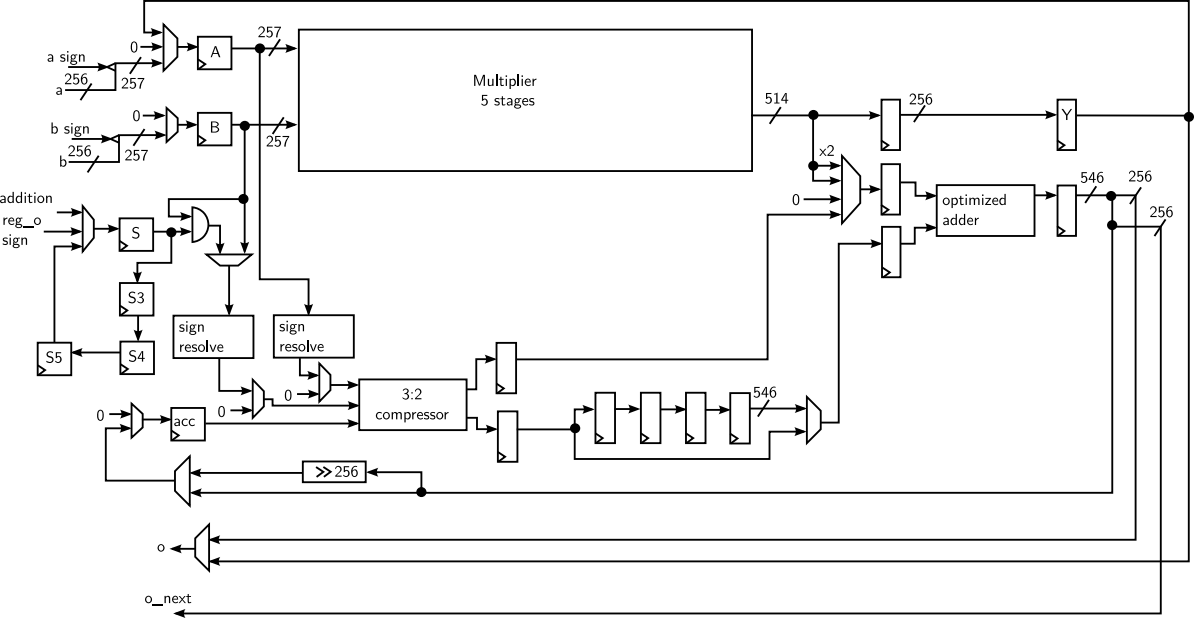 257
0
A
a sign
256
257
a
Multiplier
5 stages
514
256
Y
b sign
0
B
256
257
257
b
x2
0
addition
reg_o
sign
S
optimized
adder
546
256
256
S3
S4
S5
sign
resolve
sign
resolve
0
0
0
acc
3:2
compressor
546
≫256
o
o_next